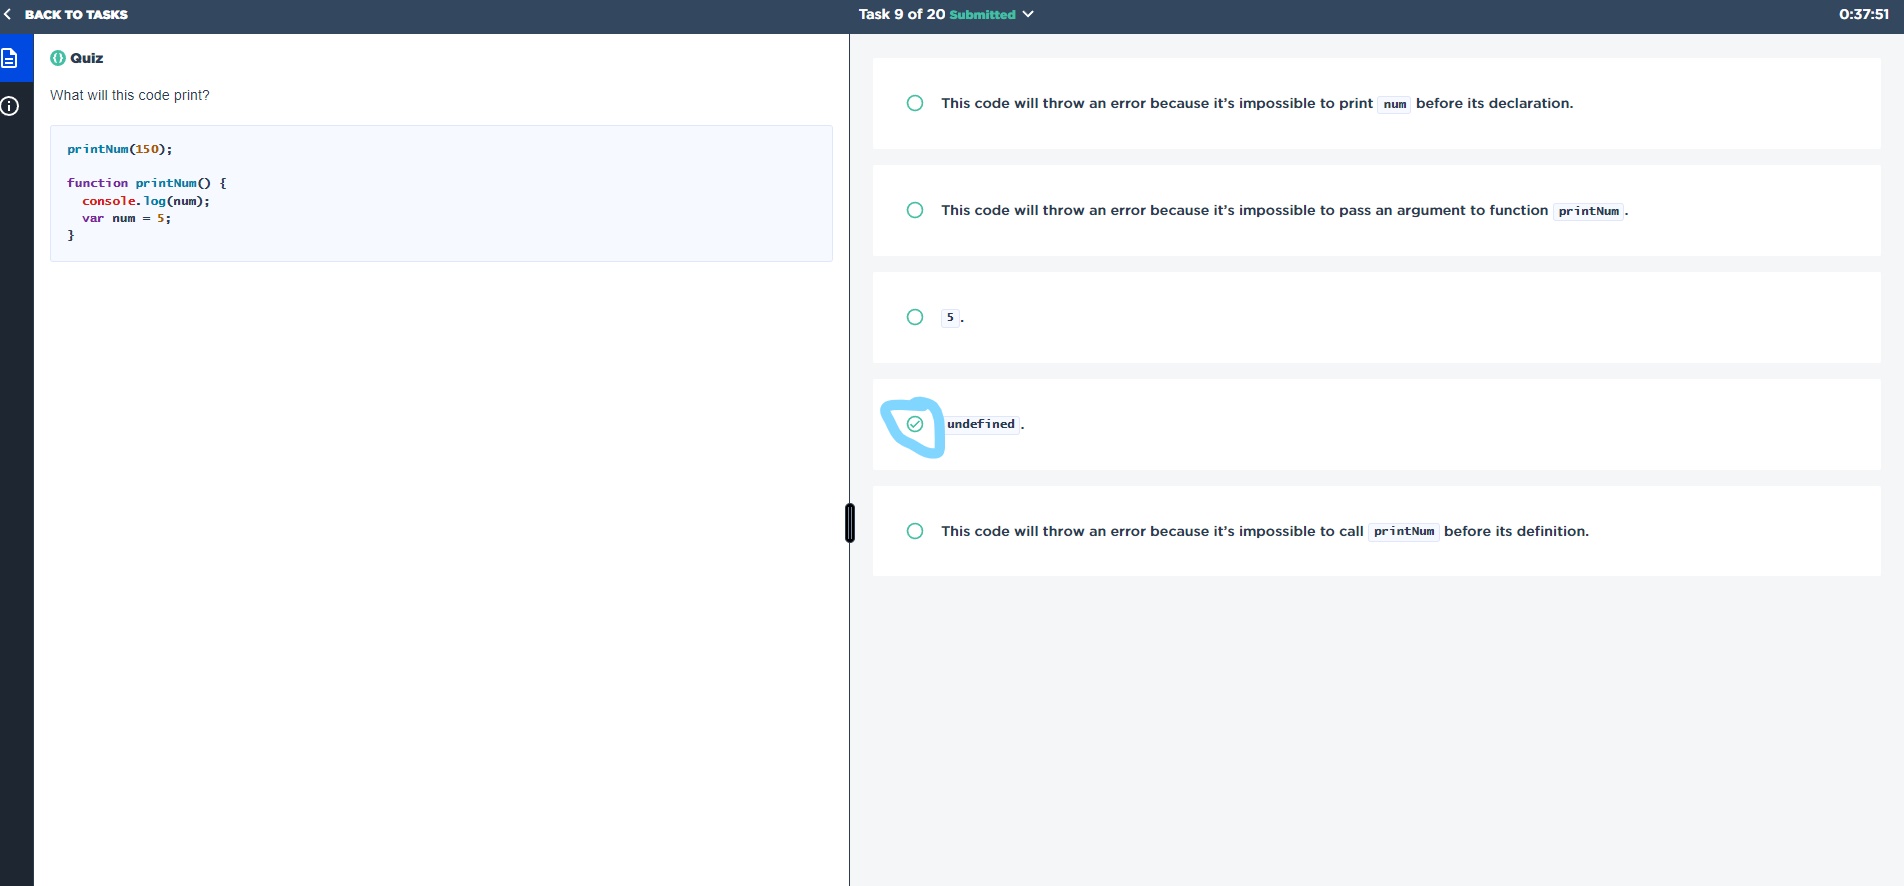 BACK TO TASKS
Task 9 of 20 Submitted
0:37:51
Quiz
What will this code print?
printNum(150);
function printNum() {
console.log(num);
var num = 5;
}
This code will throw an error because it’s impossible to print num before its declaration.
This code will throw an error because it’s impossible to pass an argument to function printNum.
5.
undefined.
This code will throw an error because it’s impossible to call printNum before its definition.